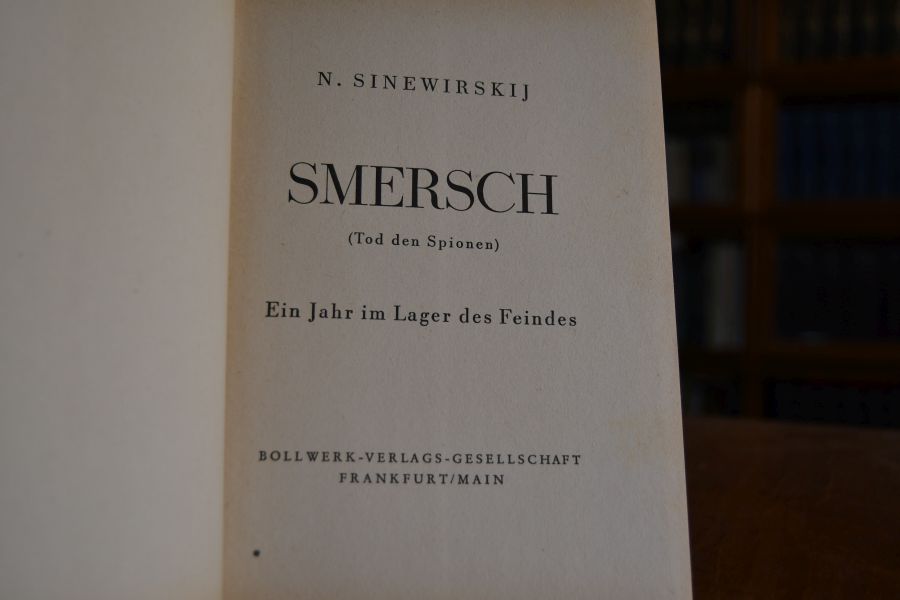 N. SINEWIRSKIJ
SMERSCH
(Tod den Spionen)
Ein Jahr im Lager des Feindes
BOLLWERK-VERLAGS-GESELLSCHAFT
FRANKFURT/MAIN